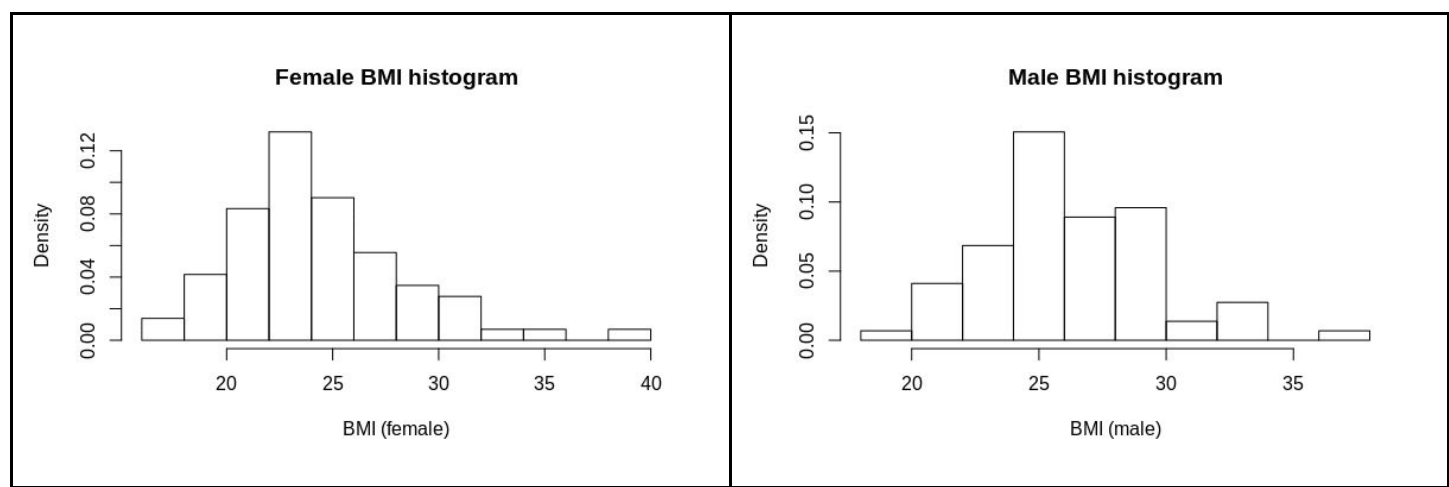 Female BMI histogram
0.12
0.08
0.04
0.00
Density
20 25 30 35 40
BMI (female)
Male BMI histogram
0.15
0.10
0.05
0.00
Density
20 25 30 35
BMI (male)